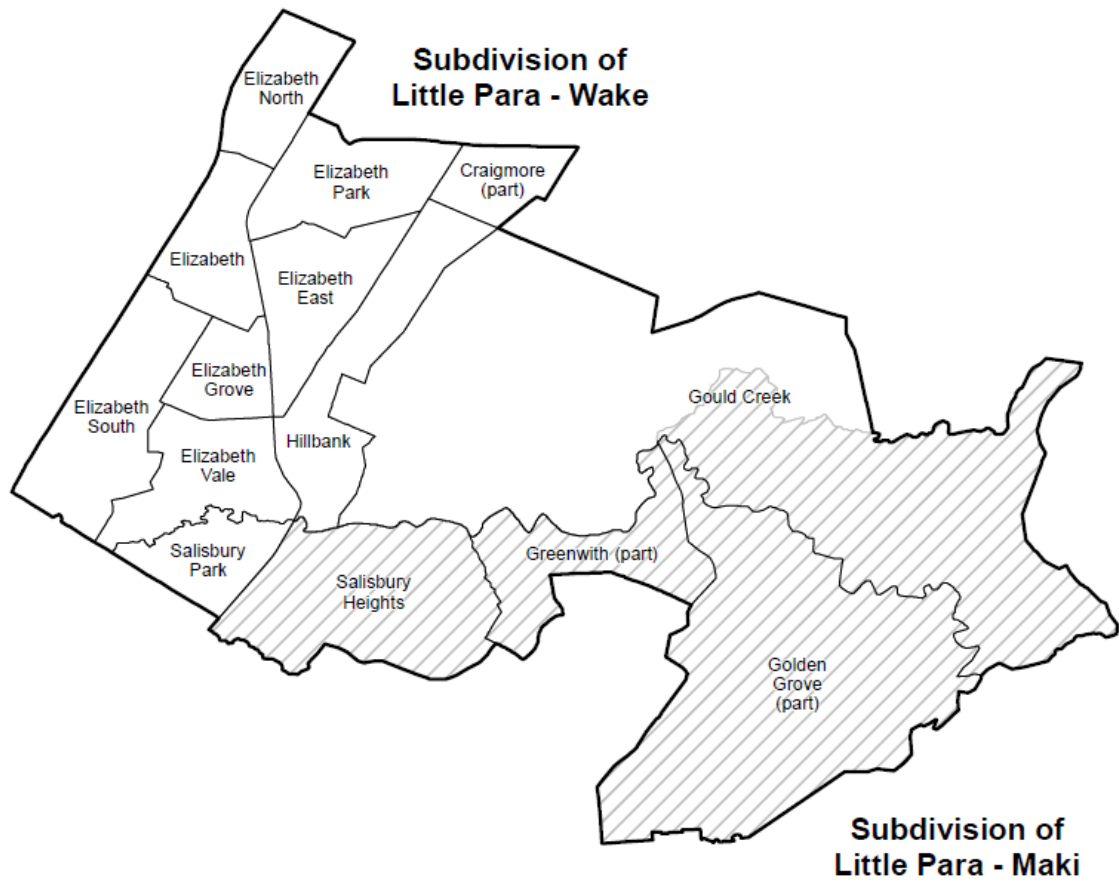 Subdivision of
Little Para - Wake
Elizabeth
North
Elizabeth
Park
Craigmore
(part)
Elizabeth
Elizabeth
East
Elizabeth
Grove
Gould Creek
Elizabeth
South
Hillbank
Elizabeth
Vale
Salisbury
Park
Greenwith (part)
Salisbury
Heights
Golden
Grove
(part)
Subdivision of
Little Para - Maki